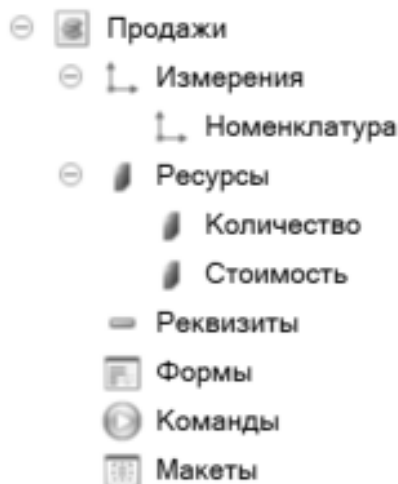 Продажи
Измерения
Номенклатура
Ресурсы
Количество
Стоимость
Реквизиты
Формы
Команды
Макеты